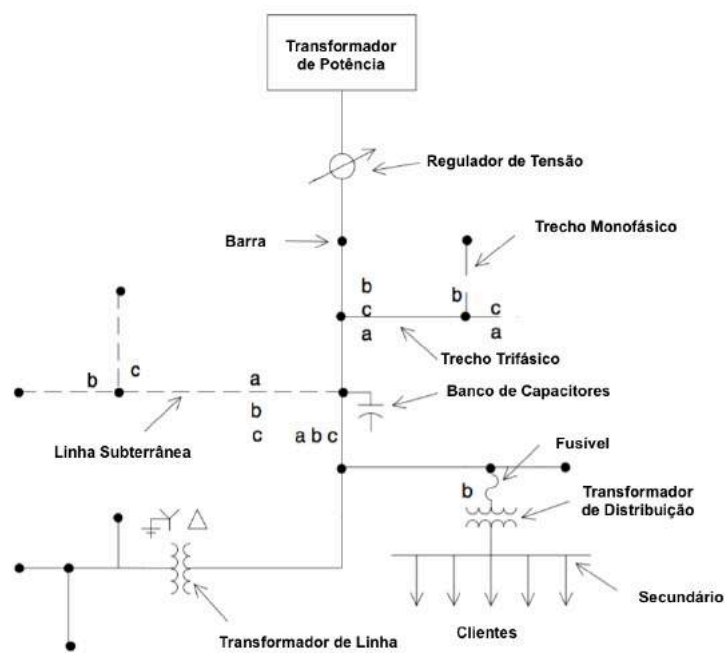 Transformador
de Potência
Regulador de Tensão
Trecho Monofásico
Barra
b
c
a
b
c
a
Trecho Trifásico
b
c
a
b
c
a b c
Banco de Capacitores
Linha Subterrânea
Fusível
b
Transformador
de Distribuição
Secundário
Transformador de Linha
Clientes